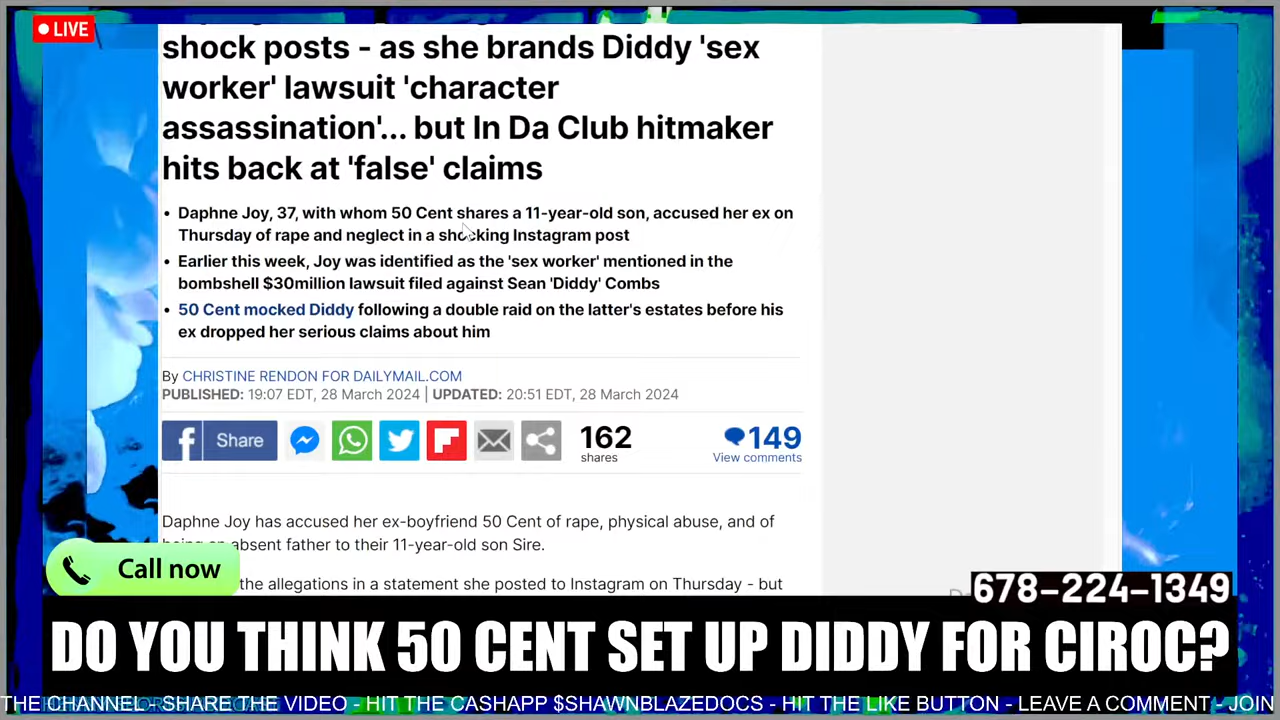 LIVE
shock posts - as she brands Diddy 'sex
worker' lawsuit 'character
assassination'... but In Da Club hitmaker
hits back at 'false' claims
• Daphne Joy, 37, with whom 50 Cent shares a 11-year-old son, accused her ex on
Thursday of rape and neglect in a shocking Instagram post
• Earlier this week, Joy was identified as the 'sex worker' mentioned in the
bombshell $30million lawsuit filed against Sean 'Diddy' Combs
• 50 Cent mocked Diddy following a double raid on the latter's estates before his
ex dropped her serious claims about him
By CHRISTINE RENDON FOR DAILYMAIL.COM
PUBLISHED: 19:07 EDT, 28 March 2024 | UPDATED: 20:51 EDT, 28 March 2024
Share
162
shares
149
View comments
Daphne Joy has accused her ex-boyfriend 50 Cent of rape, physical abuse, and of
an absent father to their 11-year-old son Sire.
Call now
the allegations in a statement she posted to Instagram on Thursday - but
678-224-1349
DO YOU THINK 50 CENT SET UP DIDDY FOR CIROC?
THE CHANNEL - SHARE THE VIDEO - HIT THE CASHAPP $SHAWNBLAZEDOCS - HIT THE LIKE BUTTON - LEAVE A COMMENT - JOIN